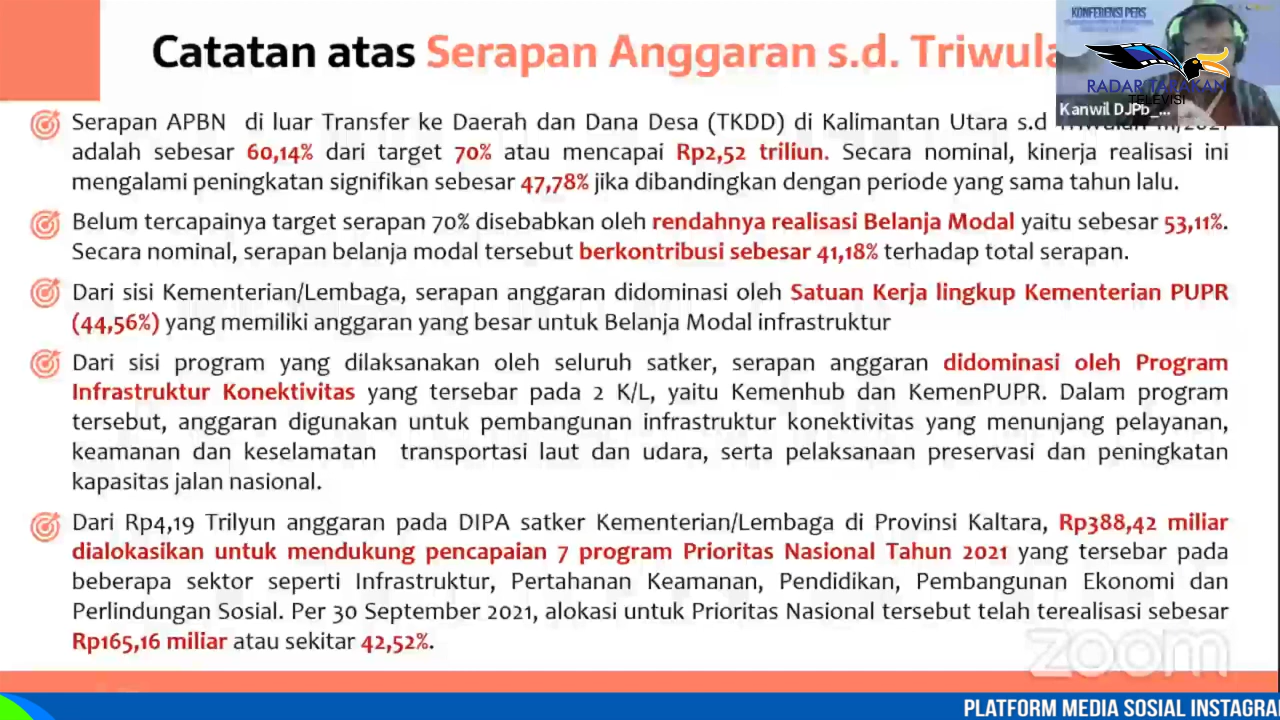 KONFERENSI PERS
Catatan atas Serapan Anggaran s.d. Triwula
RADAR TARAKAN
TELEVISI
Kanwil DJPb_...
Serapan APBN di luar Transfer ke Daerah dan Dana Desa (TKDD) di Kalimantan Utara s.d Triwulan III/2021
adalah sebesar 60,14% dari target 70% atau mencapai Rp2,52 triliun. Secara nominal, kinerja realisasi ini
mengalami peningkatan signifikan sebesar 47,78% jika dibandingkan dengan periode yang sama tahun lalu.
Belum tercapainya target serapan 70% disebabkan oleh rendahnya realisasi Belanja Modal yaitu sebesar 53,11%.
Secara nominal, serapan belanja modal tersebut berkontribusi sebesar 41,18% terhadap total serapan.
Dari sisi Kementerian/Lembaga, serapan anggaran didominasi oleh Satuan Kerja lingkup Kementerian PUPR
(44,56%) yang memiliki anggaran yang besar untuk Belanja Modal infrastruktur
Dari sisi program yang dilaksanakan oleh seluruh satker, serapan anggaran didominasi oleh Program
Infrastruktur Konektivitas yang tersebar pada 2 K/L, yaitu Kemenhub dan KemenPUPR. Dalam program
tersebut, anggaran digunakan untuk pembangunan infrastruktur konektivitas yang menunjang pelayanan,
keamanan dan keselamatan transportasi laut dan udara, serta pelaksanaan preservasi dan peningkatan
kapasitas jalan nasional.
Dari Rp4,19 Trilyun anggaran pada DIPA satker Kementerian/Lembaga di Provinsi Kaltara, Rp388,42 miliar
dialokasikan untuk mendukung pencapaian 7 program Prioritas Nasional Tahun 2021 yang tersebar pada
beberapa sektor seperti Infrastruktur, Pertahanan Keamanan, Pendidikan, Pembangunan Ekonomi dan
Perlindungan Sosial. Per 30 September 2021, alokasi untuk Prioritas Nasional tersebut telah terealisasi sebesar
Rp165,16 miliar atau sekitar 42,52%.
zoom
PLATFORM MEDIA SOSIAL INSTAGRA